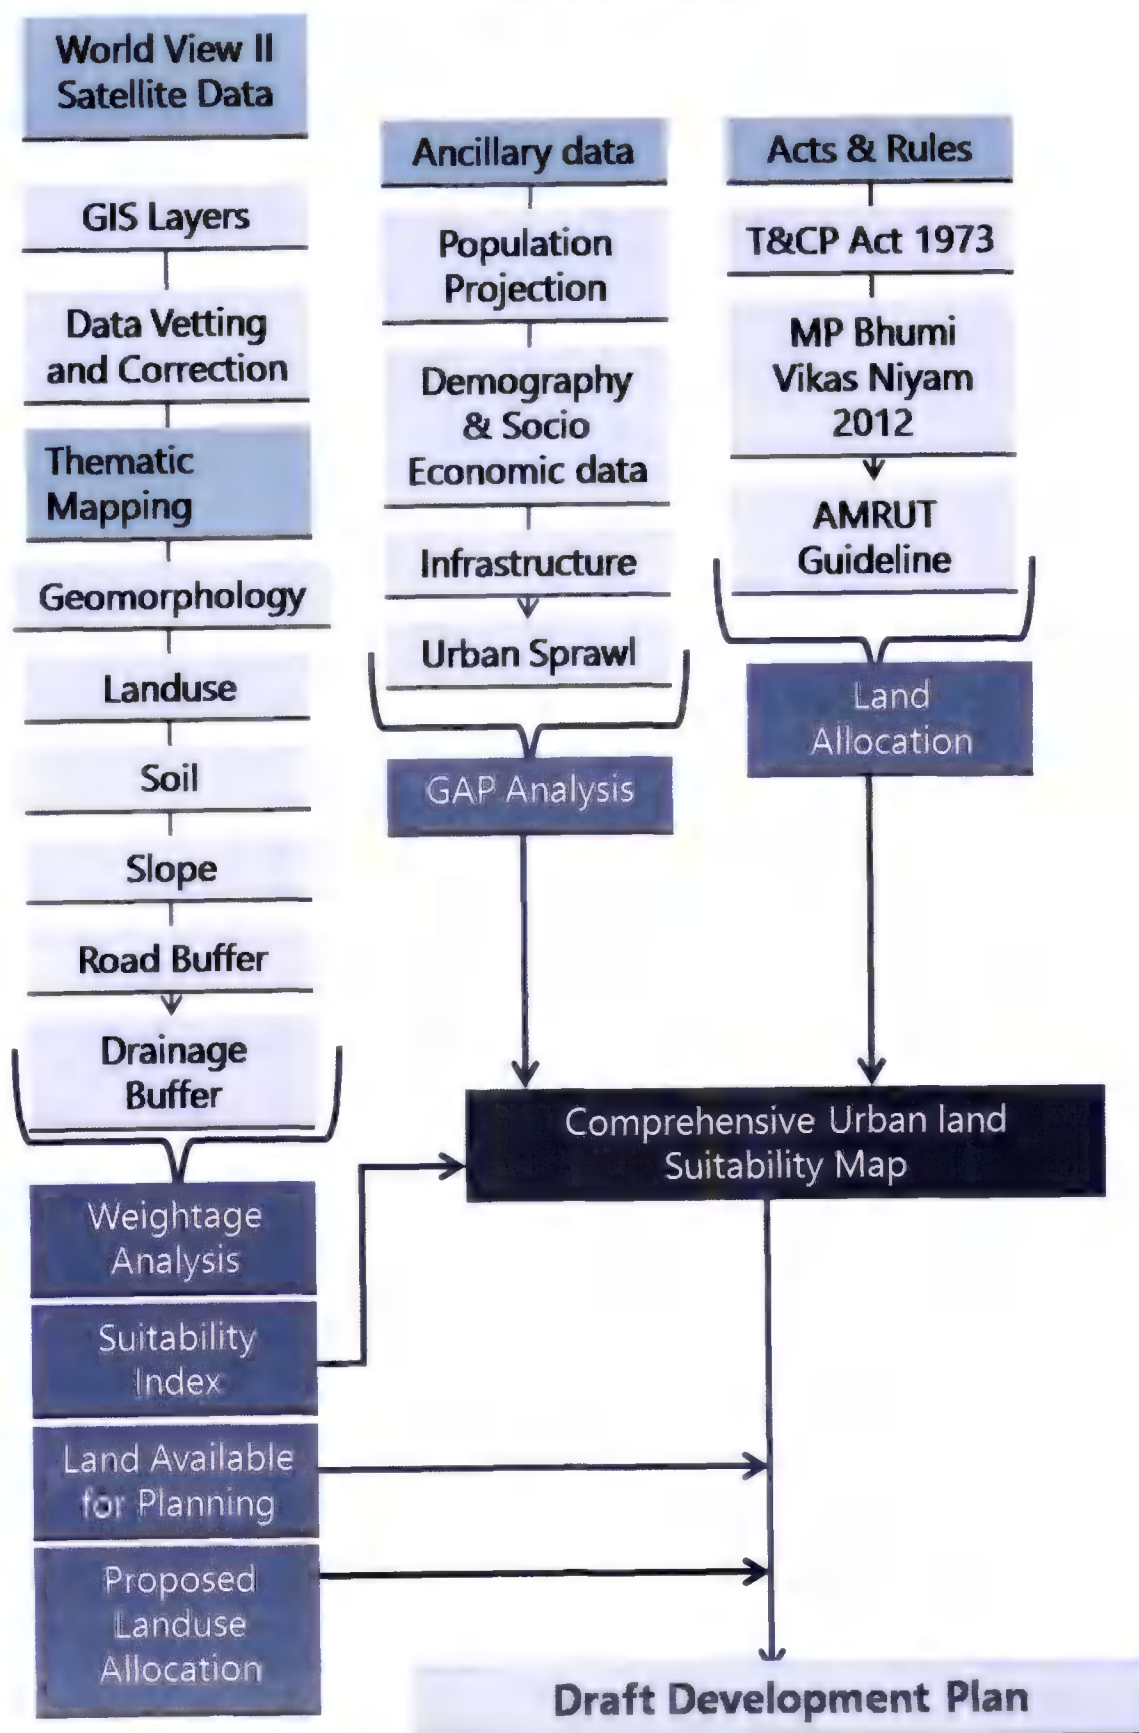 World View II
Satellite Data
GIS Layers
Data Vetting
and Correction
Thematic
Mapping
Geomorphology
Landuse
Soil
Slope
Road Buffer
Drainage
Buffer
Weightage
Analysis
Suitability
Index
Land Available
for Planning
Proposed
Landuse
Allocation
Ancillary data
Population
Projection
Demography
& Socio
Economic data
Infrastructure
Urban Sprawl
GAP Analysis
Acts & Rules
T&CP Act 1973
MP Bhumi
Vikas Niyam
2012
AMRUT
Guideline
Land
Allocation
Comprehensive Urban land
Suitability Map
Draft Development Plan